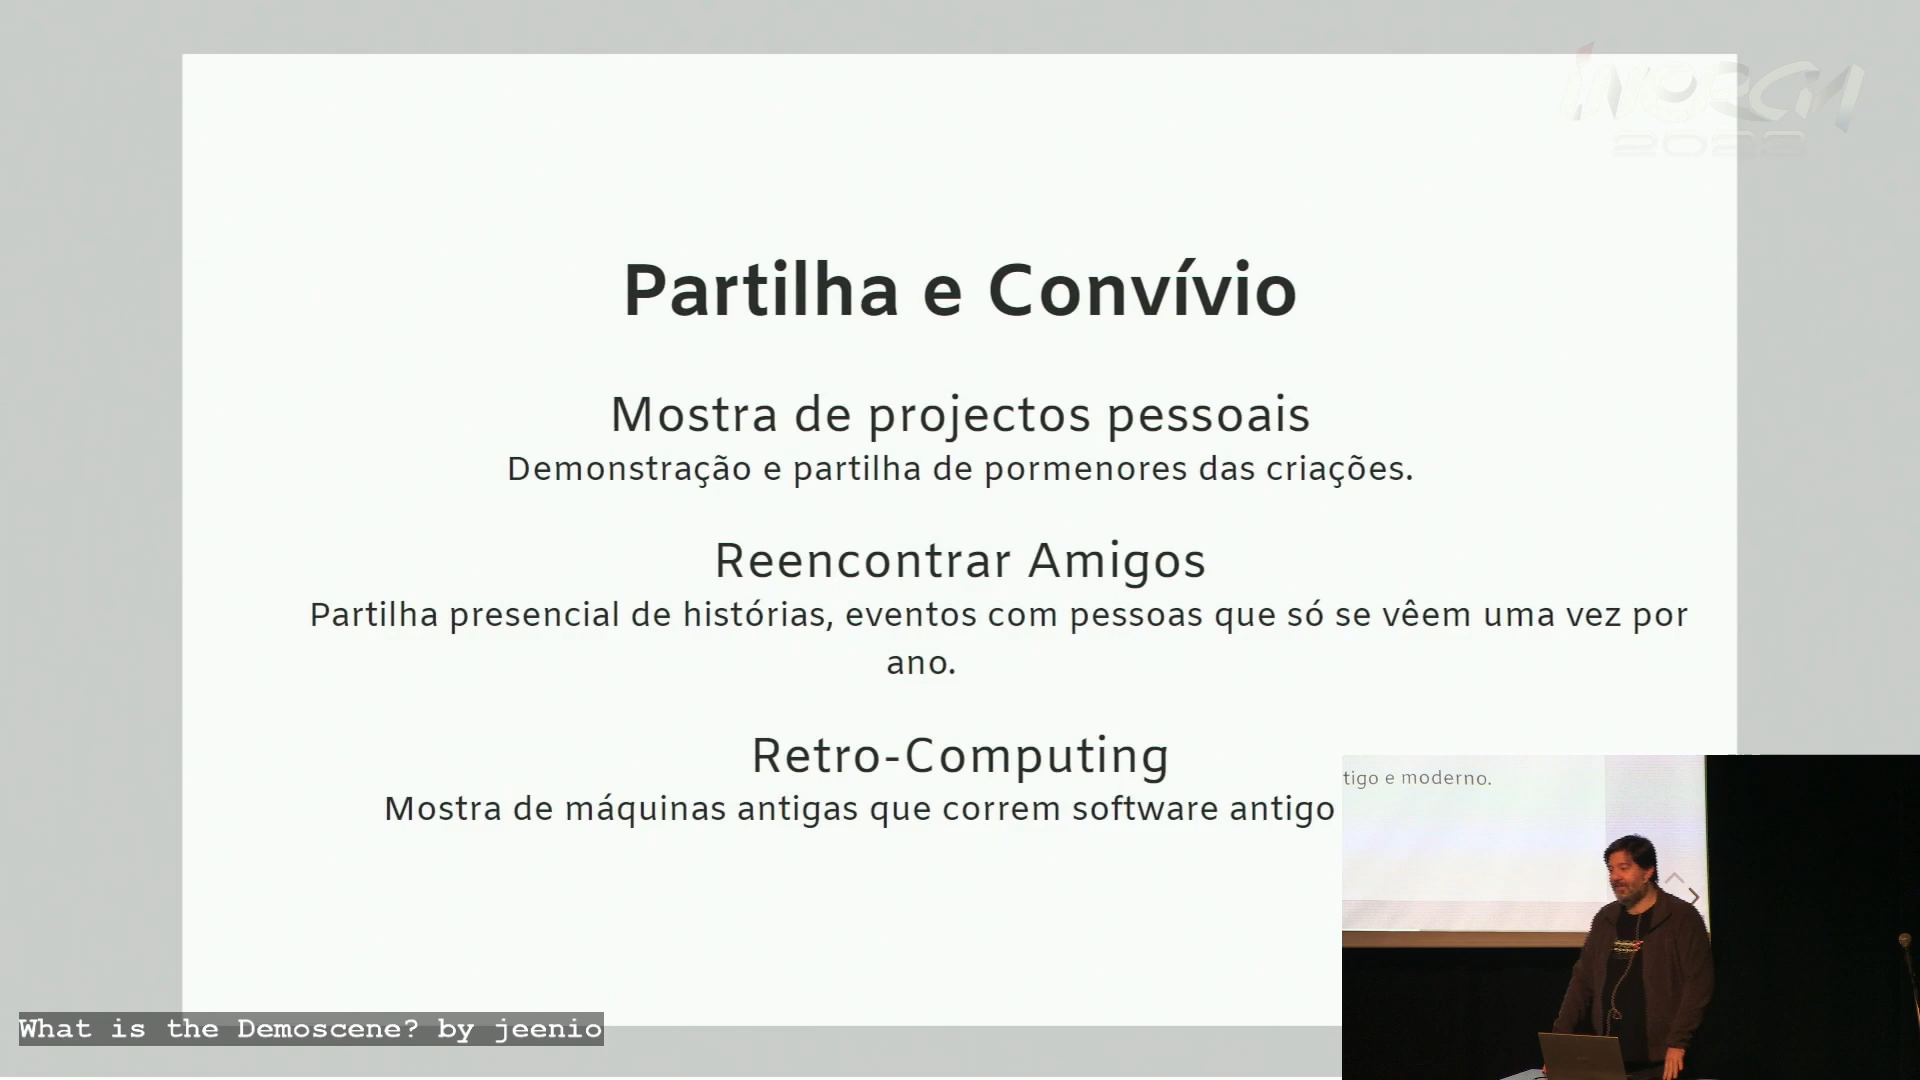 INÉRCIA
2023
Partilha e Convívio
Mostra de projectos pessoais
Demonstração e partilha de pormenores das criações.
Reencontrar Amigos
Partilha presencial de histórias, eventos com pessoas que só se vêem uma vez por
ano.
Retro-Computing
Mostra de máquinas antigas que correm software antigo
tigo e moderno.
What is the Demoscene? by jeenio